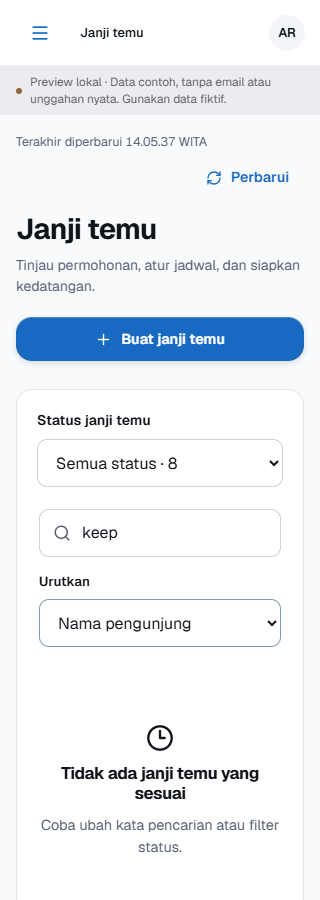 Janji temu
AR
Preview lokal · Data contoh, tanpa email atau
unggahan nyata. Gunakan data fiktif.
Terakhir diperbarui 14.05.37 WITA
Perbarui
Janji temu
Tinjau permohonan, atur jadwal, dan siapkan
kedatangan.
Buat janji temu
Status janji temu
Semua status · 8
keep
Urutkan
Nama pengunjung
Tidak ada janji temu yang
sesuai
Coba ubah kata pencarian atau filter
status.